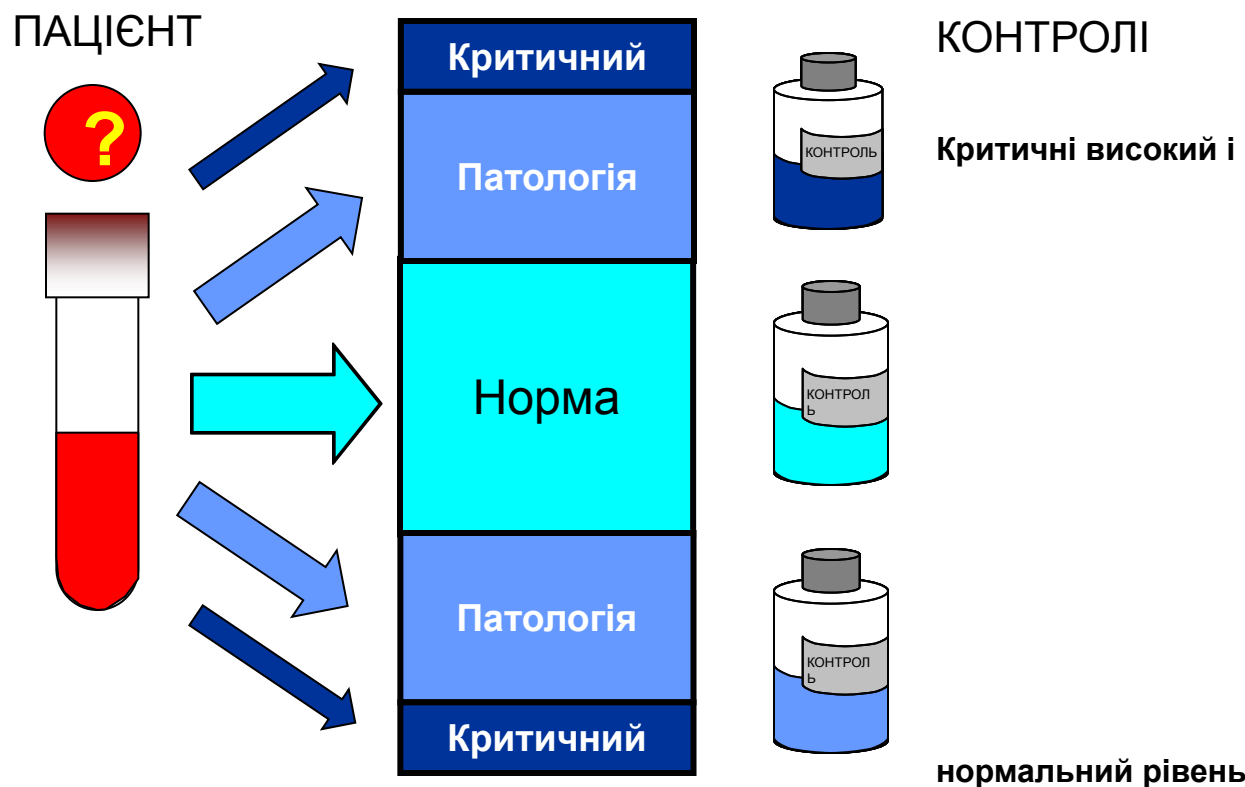 ПАЦІЄНТ
КОНТРОЛІ
?
Критичний
Патологія
Норма
Патологія
Критичний
КОНТРОЛЬ
КОНТРОЛ
Ь
КОНТРОЛ
Ь
Критичні високий і
нормальний рівень